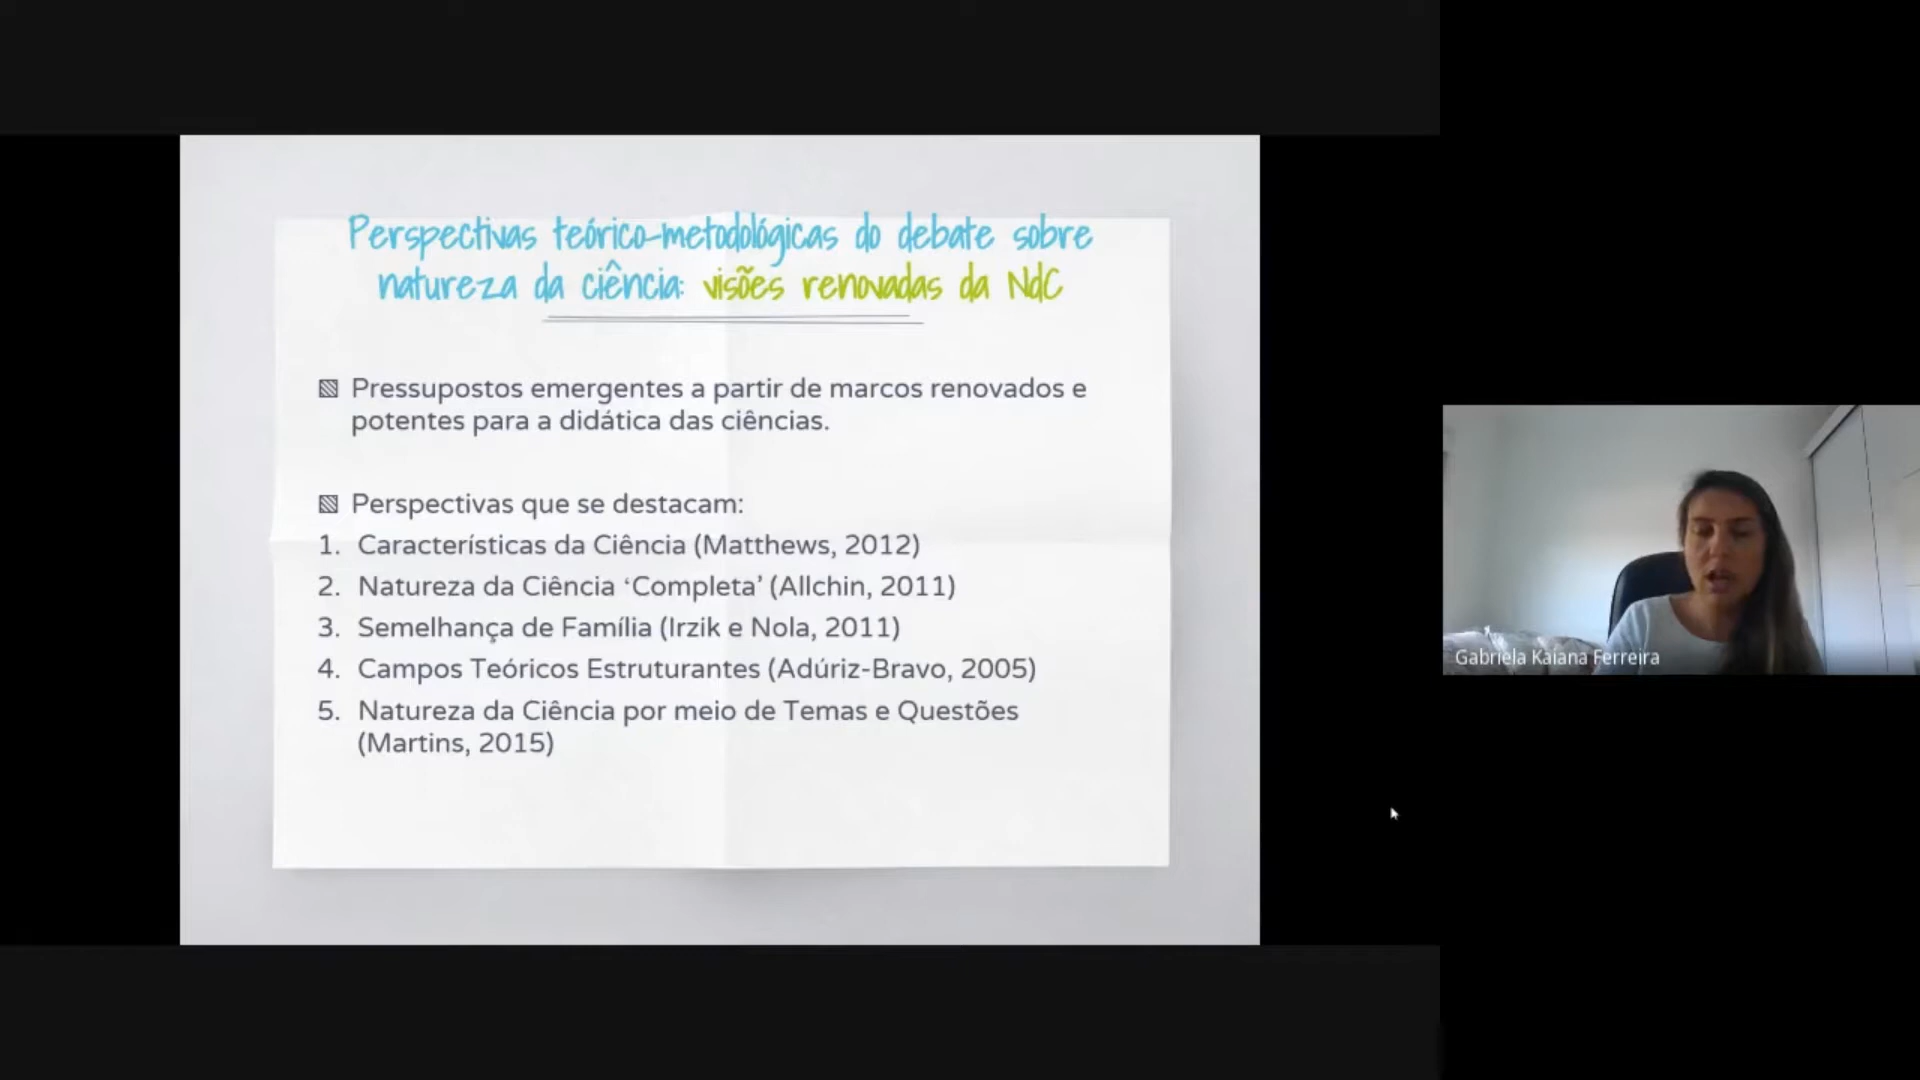 Perspectivas teórico-metodológicas do debate sobre
natureza da ciência: visões renovadas da NdC
Pressupostos emergentes a partir de marcos renovados e
potentes para a didática das ciências.
Perspectivas que se destacam:
1. Características da Ciência (Matthews, 2012)
2. Natureza da Ciência ‘Completa’ (Allchin, 2011)
3. Semelhança de Família (Irzik e Nola, 2011)
4. Campos Teóricos Estruturantes (Adúriz-Bravo, 2005)
5. Natureza da Ciência por meio de Temas e Questões
(Martins, 2015)
Gabriela Kaiana Ferreira